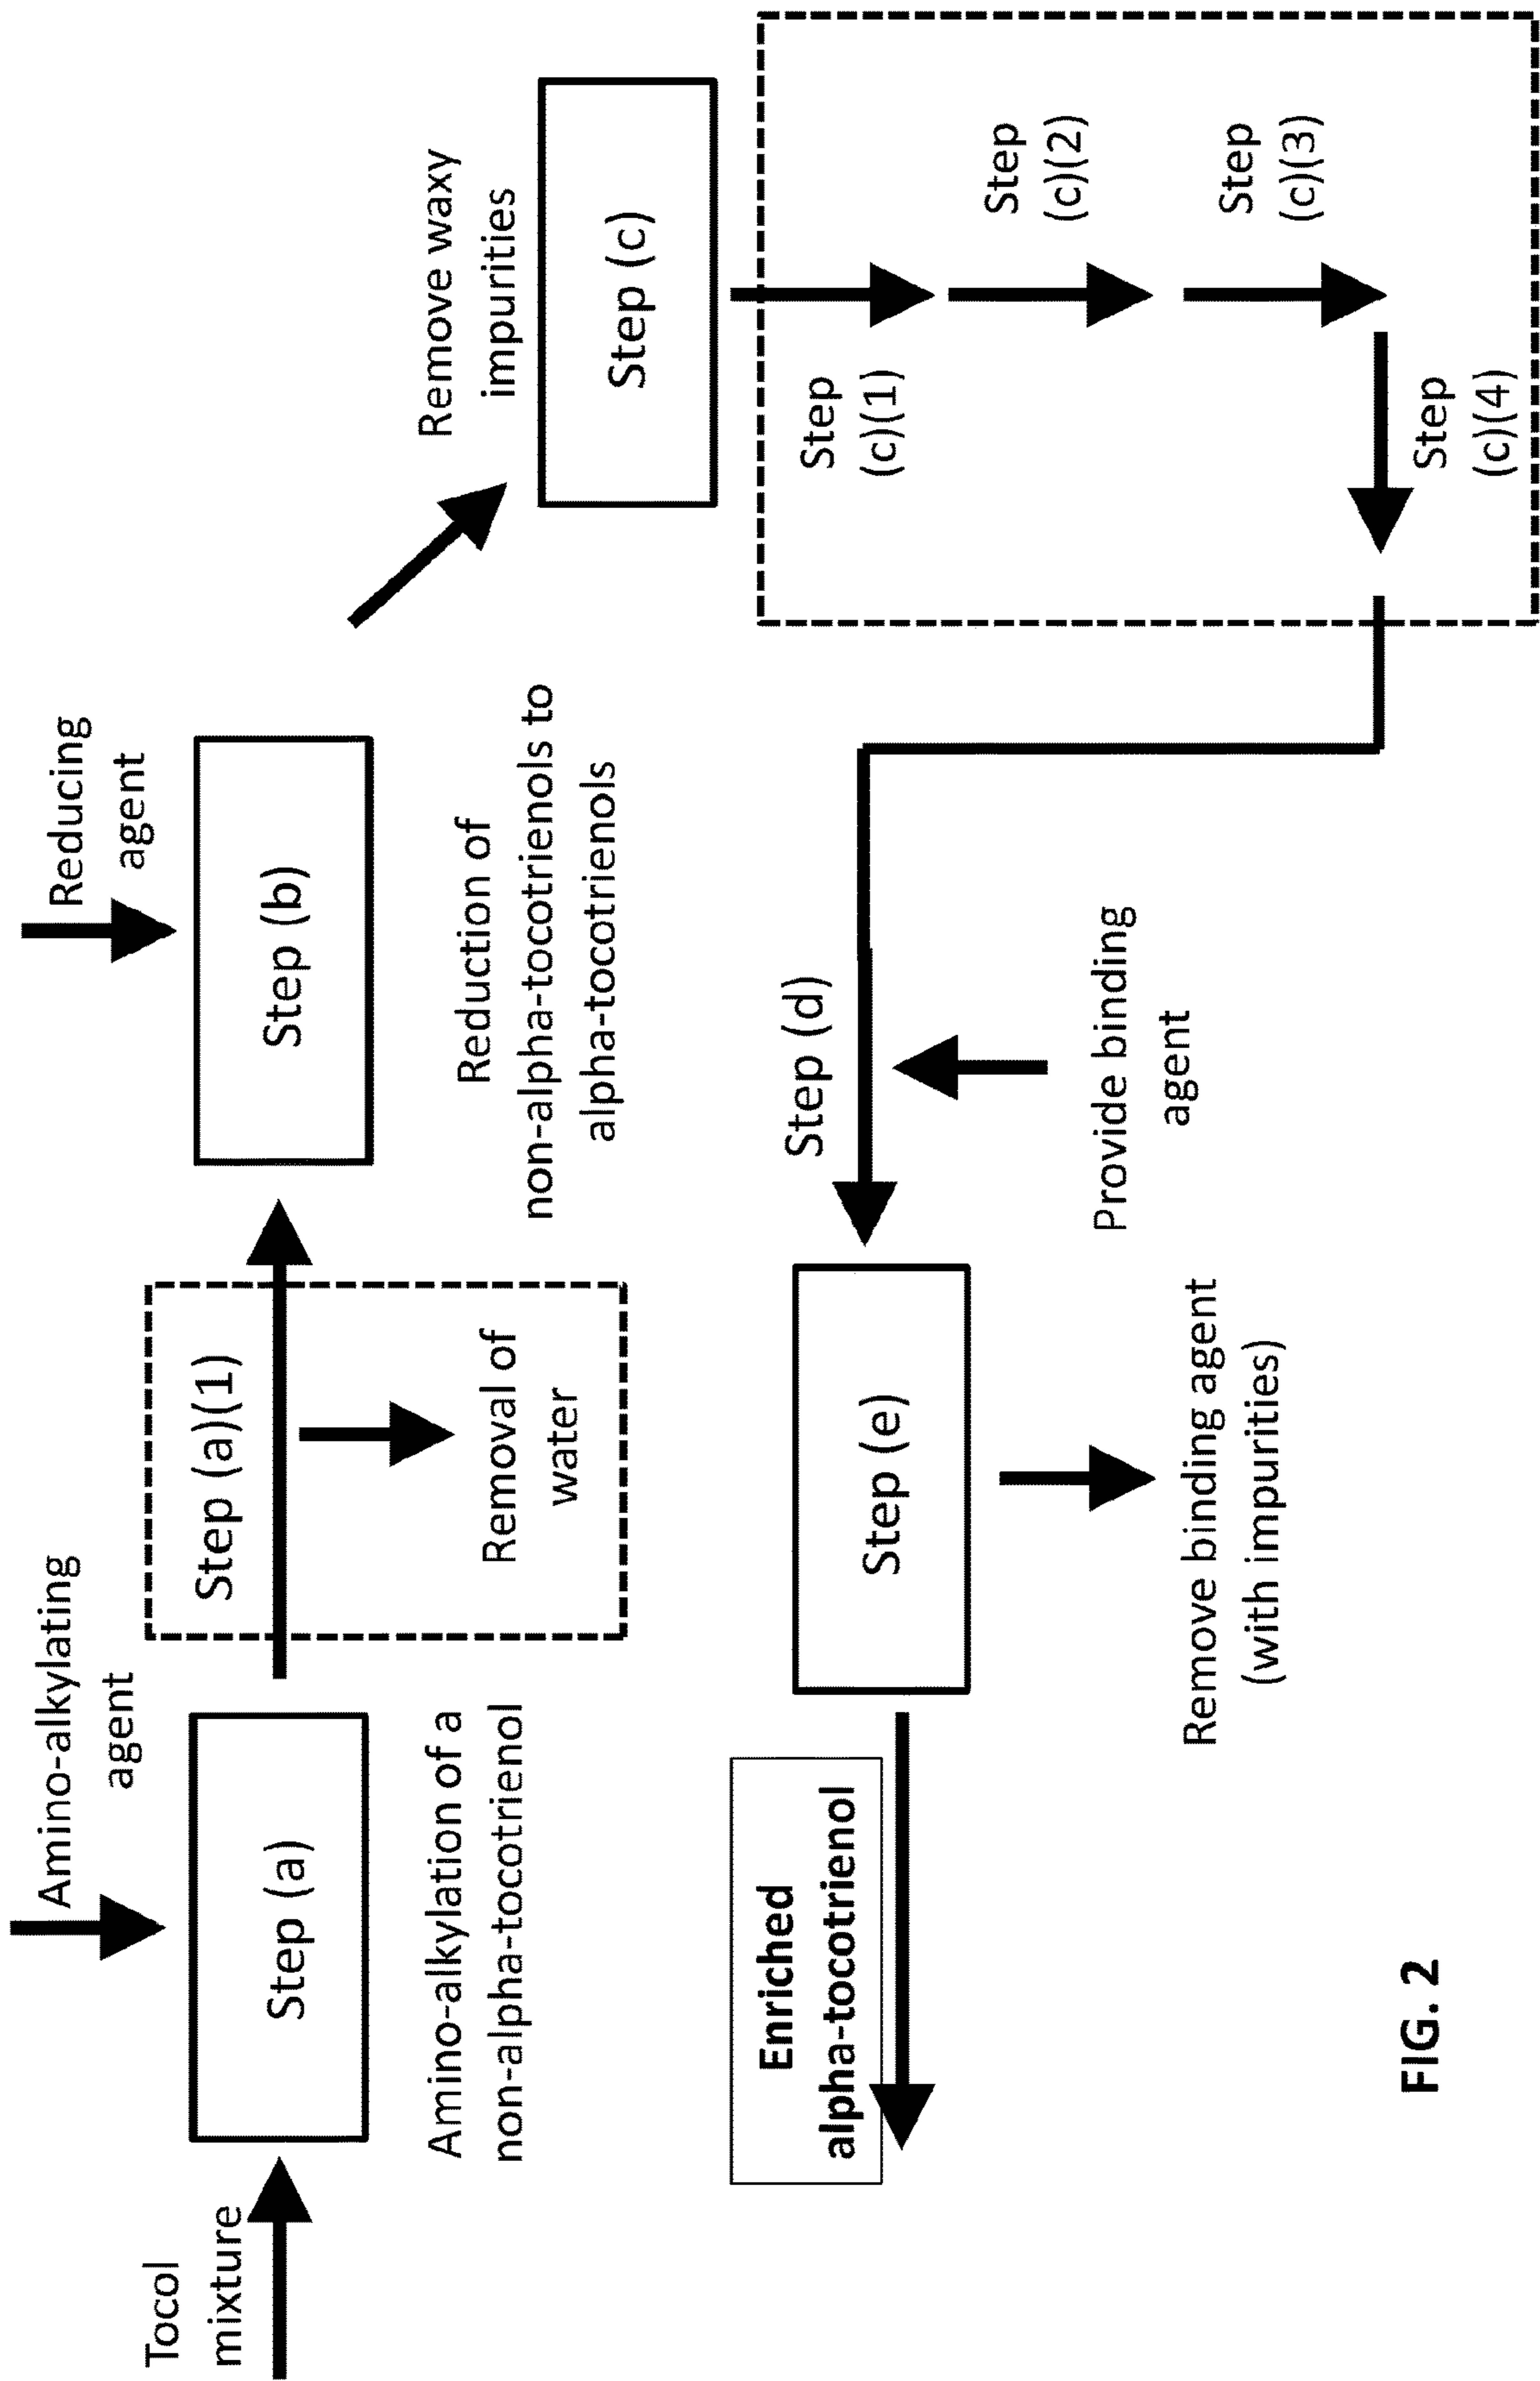 Tocol
mixture
Amino-alkylating
agent
Step (a)
Amino-alkylation of a
non-alpha-tocotrienol
Step (a)(1)
Removal of
water
Reducing
agent
Step (b)
Reduction of
non-alpha-tocotrienols to
alpha-tocotrienols
Remove waxy
impurities
Step (c)
Step
(c)(1)
Step
(c)(2)
Step
(c)(3)
Step
(c)(4)
Step (d)
Provide binding
agent
Step (e)
Remove binding agent
(with impurities)
Enriched
alpha-tocotrienol
FIG. 2